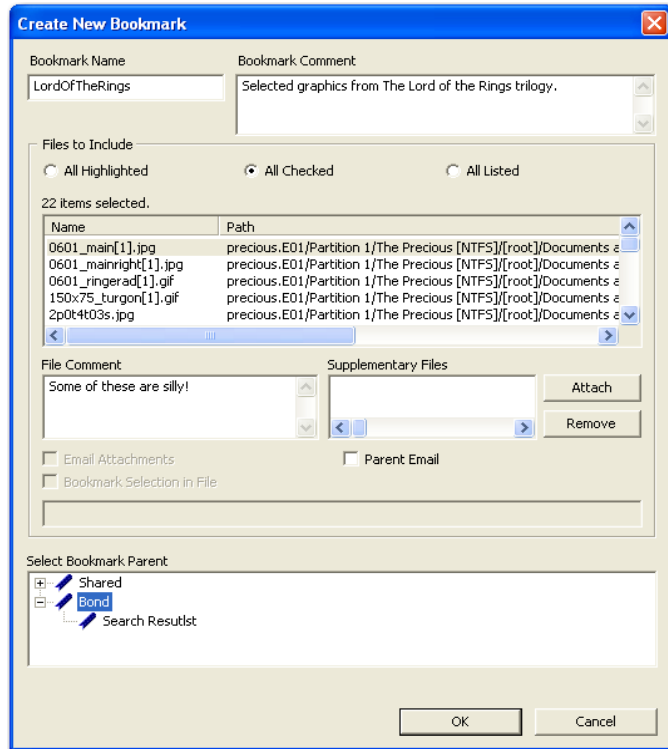 Create New Bookmark
Bookmark Name
Bookmark Comment
LordOfTheRings
Selected graphics from The Lord of the Rings trilogy.
Files to Include
All Highlighted
All Checked
All Listed
22 items selected.
Name Path
0601_main[1].jpg precious.E01/Partition 1/The Precious [NTFS]/[root]/Documents a
0601_mainright[1].jpg precious.E01/Partition 1/The Precious [NTFS]/[root]/Documents a
0601_ringerad[1].gif precious.E01/Partition 1/The Precious [NTFS]/[root]/Documents a
150x75_turgon[1].gif precious.E01/Partition 1/The Precious [NTFS]/[root]/Documents a
2p0t4t03s.jpg precious.E01/Partition 1/The Precious [NTFS]/[root]/Documents a
File Comment
Supplementary Files
Some of these are silly!
Attach
Remove
Email Attachments
Parent Email
Bookmark Selection in File
Select Bookmark Parent
Shared
Bond
Search Resutlst
OK
Cancel